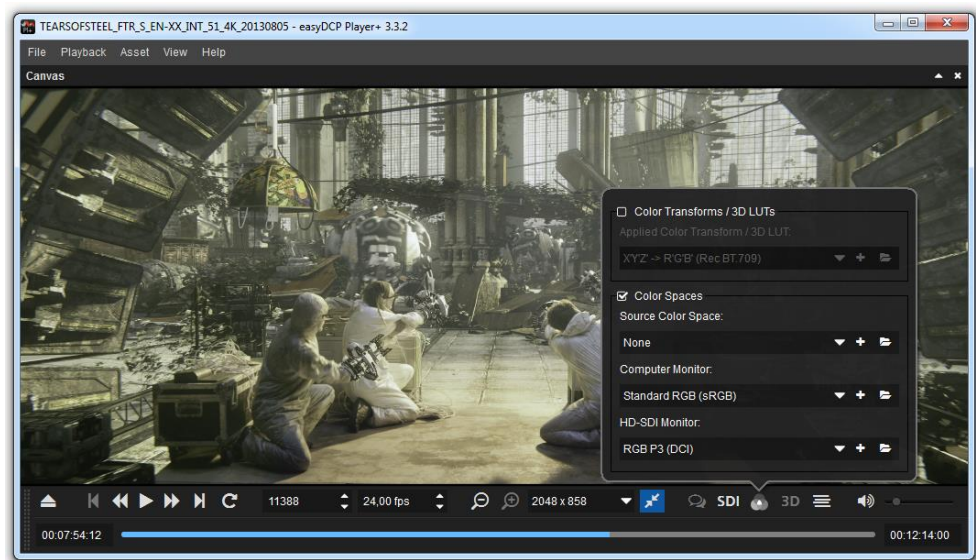 TEARSOFSTEEL_FTR_S_EN-XX_INT_51_4K_20130805 - easyDCP Player+ 3.3.2
File Playback Asset View Help
Canvas
Color Transforms / 3D LUTs
Applied Color Transform / 3D LUT:
X'Y'Z' -> R'G'B' (Rec BT.709)
Color Spaces
Source Color Space:
None
Computer Monitor:
Standard RGB (sRGB)
HD-SDI Monitor:
RGB P3 (DCI)
11388 24,00 fps 2048 x 858 SDI 3D
00:07:54:12 00:12:14:00